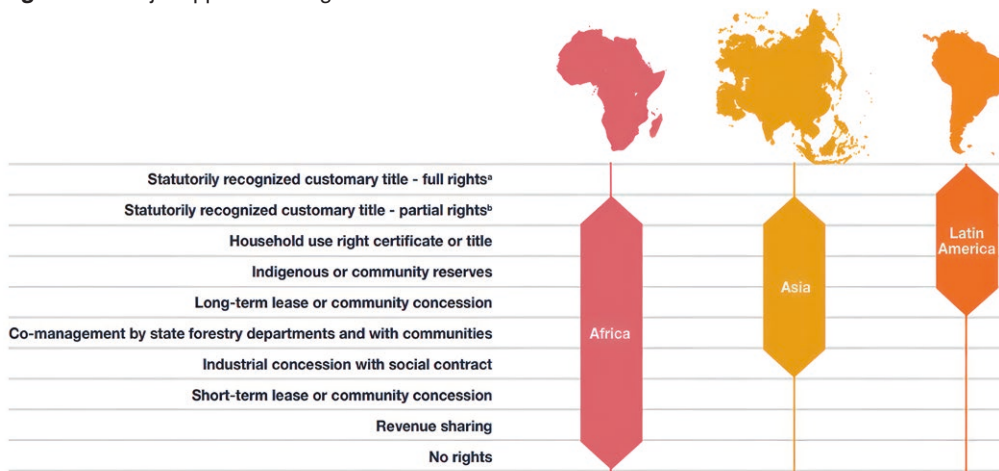 Statutorily recognized customary title - full rightsᵃ
Statutorily recognized customary title - partial rightsᵇ
Household use right certificate or title
Latin
America
Indigenous or community reserves
Asia
Long-term lease or community concession
Co-management by state forestry departments and with communities
Africa
Industrial concession with social contract
Short-term lease or community concession
Revenue sharing
No rights